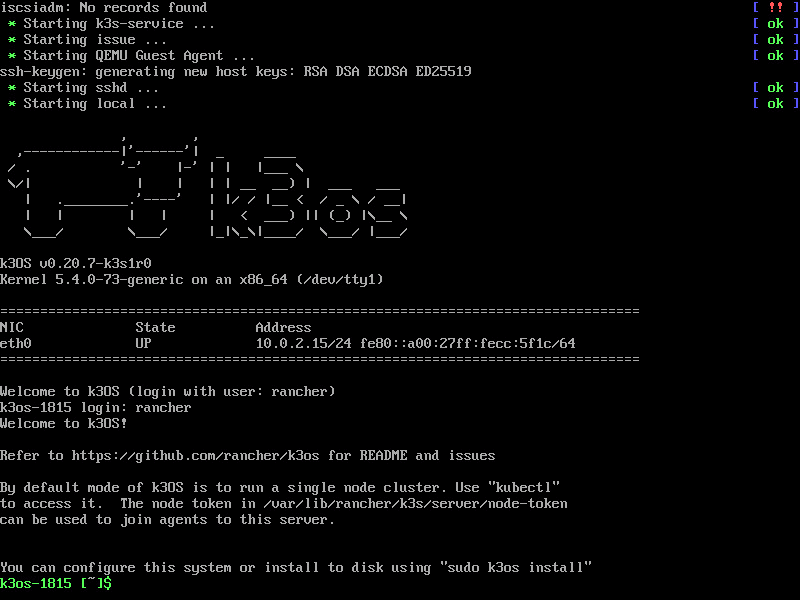 iscsiadm: No records found [ !! ]
* Starting k3s-service ... [ ok ]
* Starting issue ... [ ok ]
* Starting QEMU Guest Agent ... [ ok ]
ssh-keygen: generating new host keys: RSA DSA ECDSA ED25519
* Starting sshd ... [ ok ]
* Starting local ... [ ok ]
k3os
k3OS v0.20.7-k3s1r0
Kernel 5.4.0-73-generic on an x86_64 (/dev/tty1)
================================================================================
NIC State Address
eth0 UP 10.0.2.15/24 fe80::a00:27ff:fecc:5f1c/64
================================================================================
Welcome to k3OS (login with user: rancher)
k3os-1815 login: rancher
Welcome to k3OS!
Refer to https://github.com/rancher/k3os for README and issues
By default mode of k3OS is to run a single node cluster. Use "kubectl"
to access it.  The node token in /var/lib/rancher/k3s/server/node-token
can be used to join agents to this server.
You can configure this system or install to disk using "sudo k3os install"
k3os-1815 [~]$